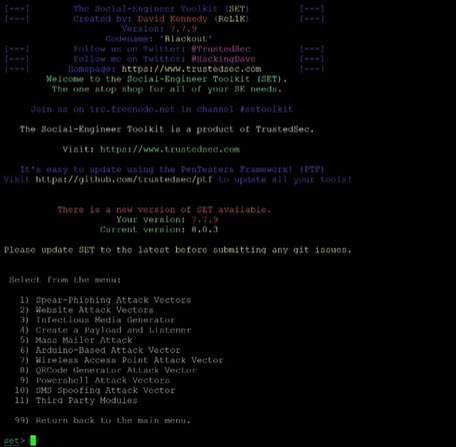 [---] The Social-Engineer Toolkit (SET) [---]
[---] Created by: David Kennedy (ReL1K) [---]
Version: 7.7.9
Codename: 'Blackout'
[---] Follow us on Twitter: @TrustedSec [---]
[---] Follow me on Twitter: @HackingDave [---]
[---] Homepage: https://www.trustedsec.com [---]
Welcome to the Social-Engineer Toolkit (SET).
The one stop shop for all of your SE needs.
Join us on irc.freenode.net in channel #setoolkit
The Social-Engineer Toolkit is a product of TrustedSec.
Visit: https://www.trustedsec.com
It's easy to update using the PenTesters Framework! (PTF)
Visit https://github.com/trustedsec/ptf to update all your tools!
There is a new version of SET available.
Your version: 7.7.9
Current version: 8.0.3
Please update SET to the latest before submitting any git issues.
Select from the menu:
1) Spear-Phishing Attack Vectors
2) Website Attack Vectors
3) Infectious Media Generator
4) Create a Payload and Listener
5) Mass Mailer Attack
6) Arduino-Based Attack Vector
7) Wireless Access Point Attack Vector
8) QRCode Generator Attack Vector
9) Powershell Attack Vectors
10) SMS Spoofing Attack Vector
11) Third Party Modules
99) Return back to the main menu.
set>